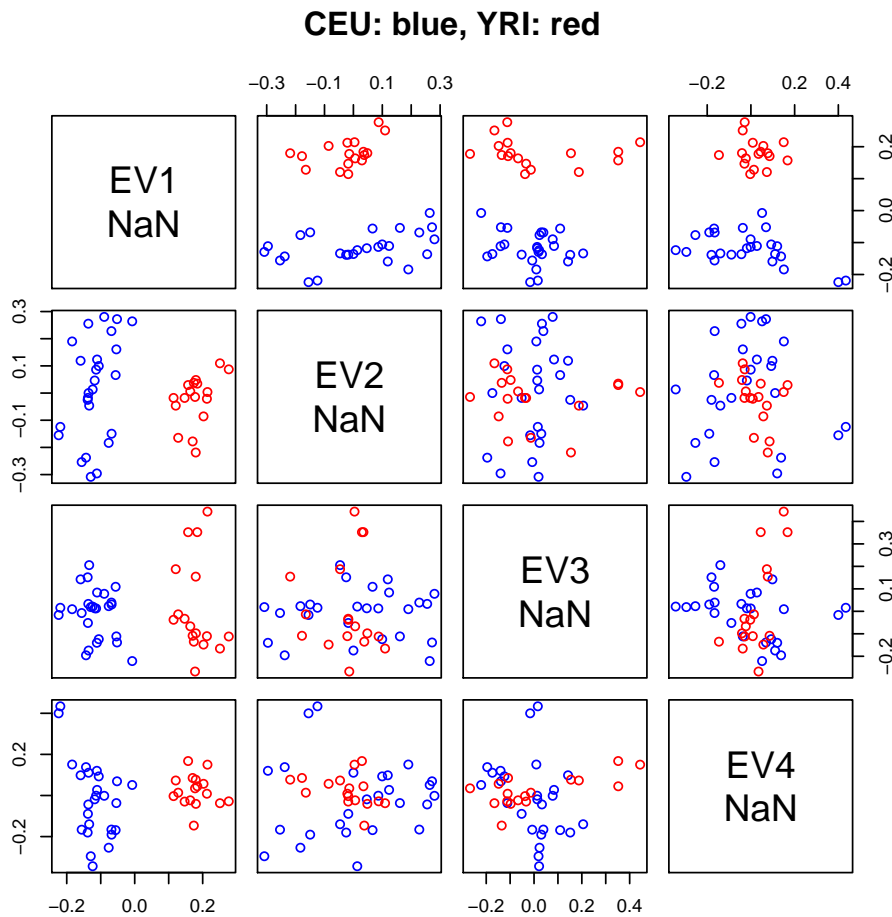 CEU: blue, YRI: red
−0.3 −0.1 0.1 0.3 −0.2 0.2 0.4
EV1
NaN
−0.2 0.0 0.2
−0.3 −0.1 0.1 0.3
EV2
NaN
EV3
NaN
−0.2 0.1 0.3
−0.2 0.2
EV4
NaN
−0.2 0.0 0.2 −0.2 0.0 0.2 0.4